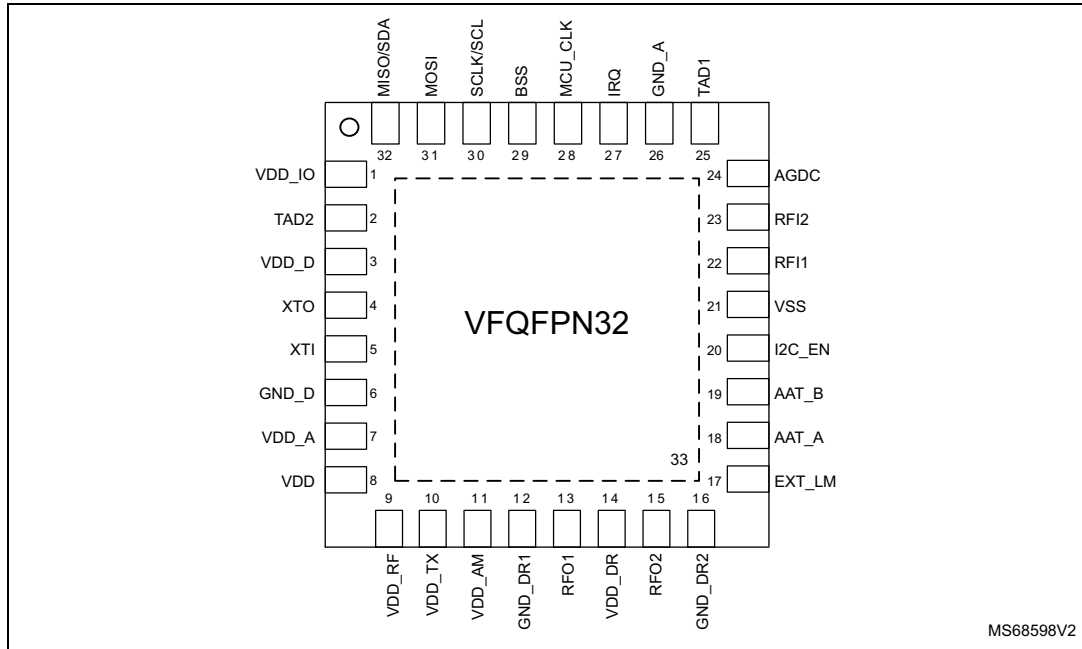 MISO/SDA
MOSI
SCLK/SCL
BSS
MCU_CLK
IRQ
GND_A
TAD1
32 31 30 29 28 27 26 25
VDD_IO 1
TAD2 2
VDD_D 3
XTO 4
XTI 5
GND_D 6
VDD_A 7
VDD 8
VFQFPN32
24 AGDC
23 RFI2
22 RFI1
21 VSS
20 I2C_EN
19 AAT_B
18 AAT_A
17 EXT_LM
33
9 10 11 12 13 14 15 16
VDD_RF
VDD_TX
VDD_AM
GND_DR1
RFO1
VDD_DR
RFO2
GND_DR2
MS68598V2